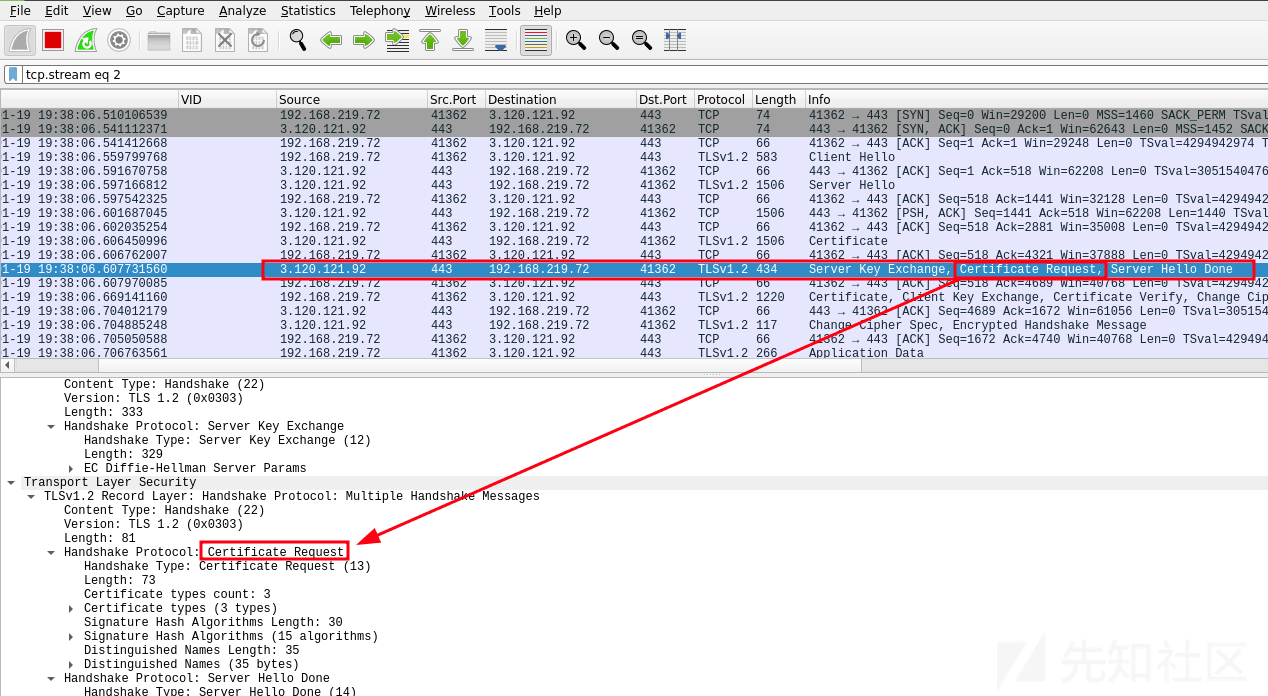 File Edit View Go Capture Analyze Statistics Telephony Wireless Tools Help
tcp.stream eq 2
VID Source Src.Port Destination Dst.Port Protocol Length Info
1-19 19:38:06.510106539 192.168.219.72 41362 3.120.121.92 443 TCP 74 41362 → 443 [SYN] Seq=0 Win=29200 Len=0 MSS=1460 SACK_PERM TSval
1-19 19:38:06.541112371 3.120.121.92 443 192.168.219.72 41362 TCP 74 443 → 41362 [SYN, ACK] Seq=0 Ack=1 Win=62643 Len=0 MSS=1452 SACK
1-19 19:38:06.541412668 192.168.219.72 41362 3.120.121.92 443 TCP 66 41362 → 443 [ACK] Seq=1 Ack=1 Win=29248 Len=0 TSval=4294942974 T
1-19 19:38:06.559799768 192.168.219.72 41362 3.120.121.92 443 TLSv1.2 583 Client Hello
1-19 19:38:06.591670758 3.120.121.92 443 192.168.219.72 41362 TCP 66 443 → 41362 [ACK] Seq=1 Ack=518 Win=62208 Len=0 TSval=3051540476
1-19 19:38:06.597166812 3.120.121.92 443 192.168.219.72 41362 TLSv1.2 1506 Server Hello
1-19 19:38:06.597542325 192.168.219.72 41362 3.120.121.92 443 TCP 66 41362 → 443 [ACK] Seq=518 Ack=1441 Win=32128 Len=0 TSval=4294942
1-19 19:38:06.601687045 3.120.121.92 443 192.168.219.72 41362 TCP 1506 443 → 41362 [PSH, ACK] Seq=1441 Ack=518 Win=62208 Len=1440 TSval
1-19 19:38:06.602035254 192.168.219.72 41362 3.120.121.92 443 TCP 66 41362 → 443 [ACK] Seq=518 Ack=2881 Win=35008 Len=0 TSval=4294942
1-19 19:38:06.606450996 3.120.121.92 443 192.168.219.72 41362 TLSv1.2 1506 Certificate
1-19 19:38:06.606762007 192.168.219.72 41362 3.120.121.92 443 TCP 66 41362 → 443 [ACK] Seq=518 Ack=4321 Win=37888 Len=0 TSval=4294942
1-19 19:38:06.607731560 3.120.121.92 443 192.168.219.72 41362 TLSv1.2 434 Server Key Exchange, Certificate Request, Server Hello Done
1-19 19:38:06.607970085 192.168.219.72 41362 3.120.121.92 443 TCP 66 41362 → 443 [ACK] Seq=518 Ack=4689 Win=40768 Len=0 TSval=4294942
1-19 19:38:06.669141160 192.168.219.72 41362 3.120.121.92 443 TLSv1.2 1220 Certificate, Client Key Exchange, Certificate Verify, Change Cip
1-19 19:38:06.704012179 3.120.121.92 443 192.168.219.72 41362 TCP 66 443 → 41362 [ACK] Seq=4689 Ack=1672 Win=61056 Len=0 TSval=305154
1-19 19:38:06.704885248 3.120.121.92 443 192.168.219.72 41362 TLSv1.2 117 Change Cipher Spec, Encrypted Handshake Message
1-19 19:38:06.705050588 192.168.219.72 41362 3.120.121.92 443 TCP 66 41362 → 443 [ACK] Seq=1672 Ack=4740 Win=40768 Len=0 TSval=429494
1-19 19:38:06.706763561 192.168.219.72 41362 3.120.121.92 443 TLSv1.2 266 Application Data
Content Type: Handshake (22)
Version: TLS 1.2 (0x0303)
Length: 333
Handshake Protocol: Server Key Exchange
Handshake Type: Server Key Exchange (12)
Length: 329
EC Diffie-Hellman Server Params
Transport Layer Security
TLSv1.2 Record Layer: Handshake Protocol: Multiple Handshake Messages
Content Type: Handshake (22)
Version: TLS 1.2 (0x0303)
Length: 81
Handshake Protocol: Certificate Request
Handshake Type: Certificate Request (13)
Length: 73
Certificate types count: 3
Certificate types (3 types)
Signature Hash Algorithms Length: 30
Signature Hash Algorithms (15 algorithms)
Distinguished Names Length: 35
Distinguished Names (35 bytes)
Handshake Protocol: Server Hello Done
Handshake Type: Server Hello Done (14)
先知社区